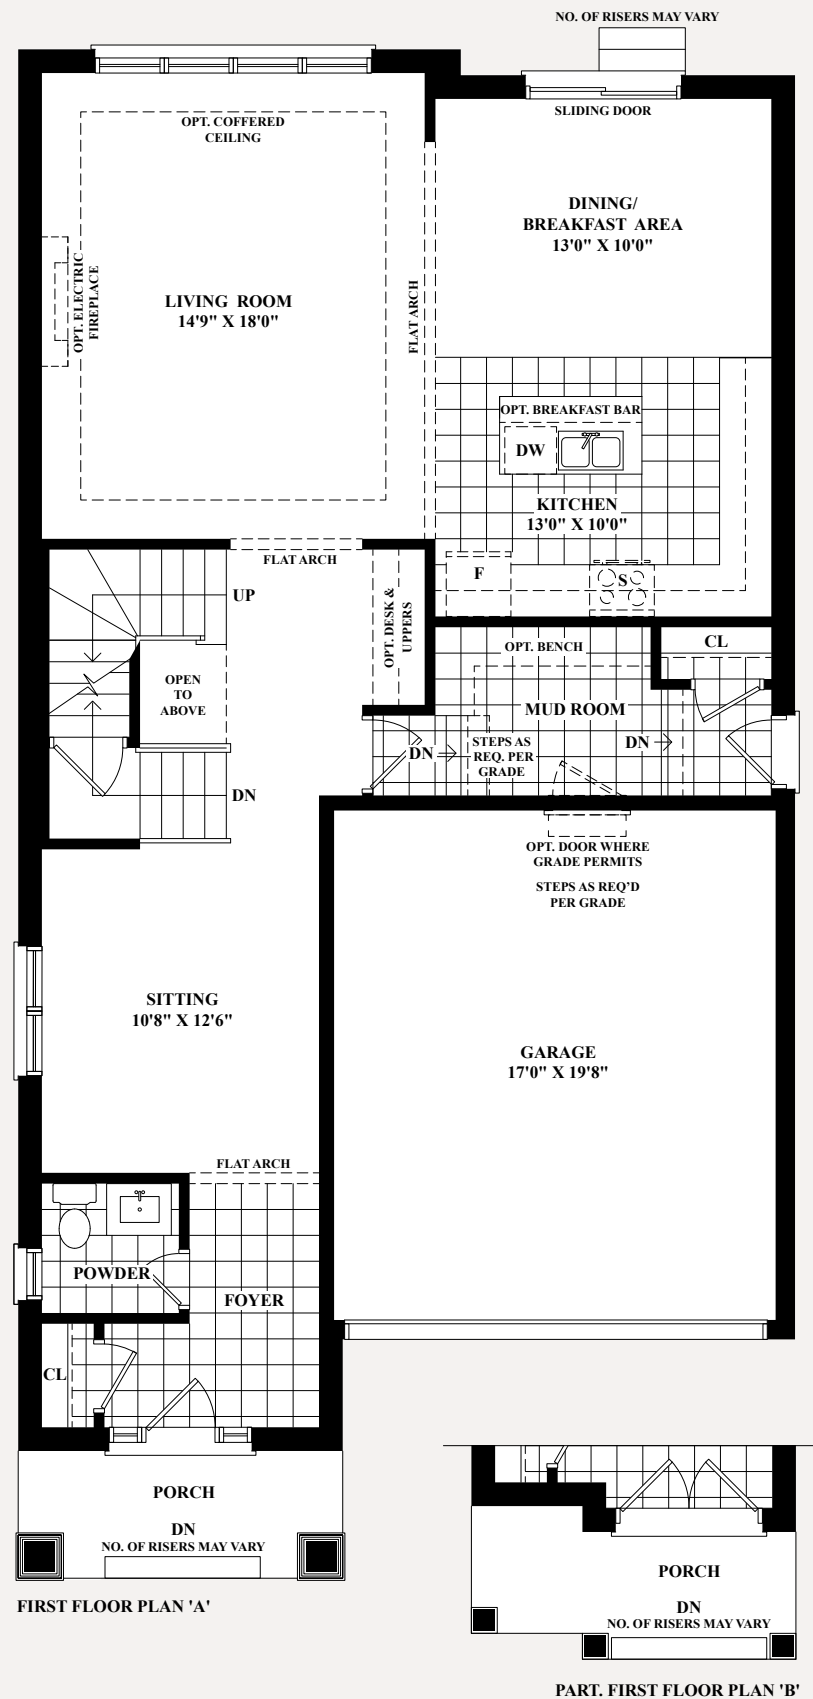 NO. OF RISERS MAY VARY
SLIDING DOOR
OPT. COFFERED
CEILING
DINING/
BREAKFAST AREA
13'0" X 10'0"
OPT. ELECTRIC
FIREPLACE
LIVING ROOM
14'9" X 18'0"
FLAT ARCH
OPT. BREAKFAST BAR
DW
KITCHEN
13'0" X 10'0"
FLAT ARCH
F
S
UP
OPT. DESK &
UPPERS
OPT. BENCH
CL
OPEN
TO
ABOVE
MUD ROOM
DN
STEPS AS
REQ. PER
GRADE
DN
DN
OPT. DOOR WHERE
GRADE PERMITS
STEPS AS REQ'D
PER GRADE
SITTING
10'8" X 12'6"
GARAGE
17'0" X 19'8"
FLAT ARCH
POWDER
FOYER
CL
PORCH
DN
NO. OF RISERS MAY VARY
FIRST FLOOR PLAN 'A'
PORCH
DN
NO. OF RISERS MAY VARY
PART. FIRST FLOOR PLAN 'B'